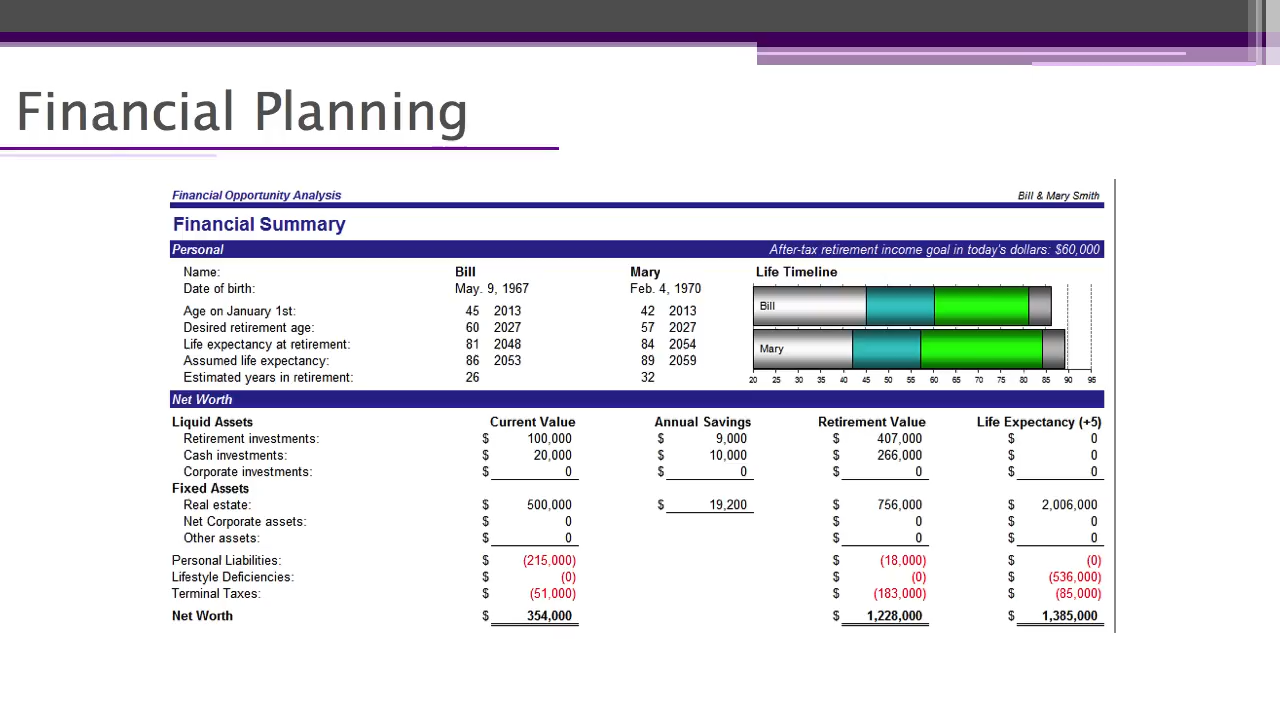 Financial Planning
Financial Opportunity Analysis Bill & Mary Smith
Financial Summary
Personal After-tax retirement income goal in today's dollars: $60,000
Name: Bill Mary Life Timeline
Date of birth: May. 9, 1967 Feb. 4, 1970
Age on January 1st: 45 2013 42 2013
Desired retirement age: 60 2027 57 2027
Life expectancy at retirement: 81 2048 84 2054
Assumed life expectancy: 86 2053 89 2059
Estimated years in retirement: 26 32
Bill
Mary
20 25 30 35 40 45 50 55 60 65 70 75 80 85 90 95
Net Worth
Liquid Assets Current Value Annual Savings Retirement Value Life Expectancy (+5)
Retirement investments: $ 100,000 $ 9,000 $ 407,000 $ 0
Cash investments: $ 20,000 $ 10,000 $ 266,000 $ 0
Corporate investments: $ 0 $ 0 $ 0 $ 0
Fixed Assets
Real estate: $ 500,000 $ 19,200 $ 756,000 $ 2,006,000
Net Corporate assets: $ 0 $ 0 $ 0
Other assets: $ 0 $ 0 $ 0
Personal Liabilities: $ (215,000) $ (18,000) $ (0)
Lifestyle Deficiencies: $ (0) $ (0) $ (536,000)
Terminal Taxes: $ (51,000) $ (183,000) $ (85,000)
Net Worth $ 354,000 $ 1,228,000 $ 1,385,000